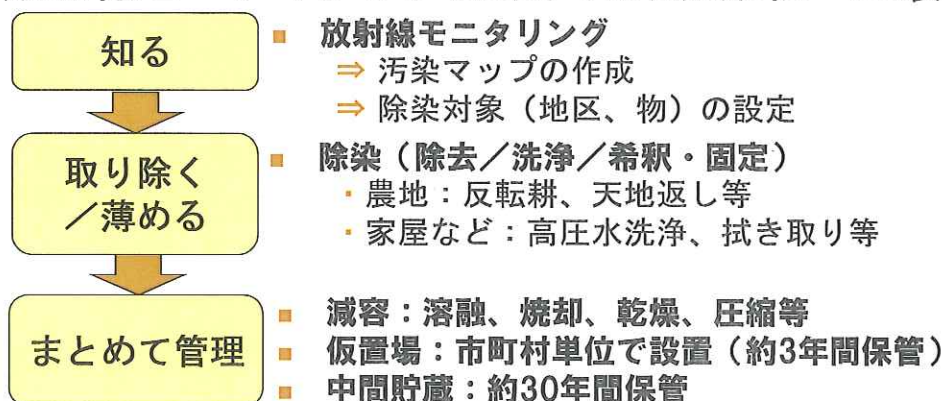 知る
■ 放射線モニタリング
⇒ 汚染マップの作成
⇒ 除染対象（地区、物）の設定
取り除く
／薄める
■ 除染（除去／洗浄／希釈・固定）
・農地：反転耕、天地返し等
・家屋など：高圧水洗浄、拭き取り等
まとめて管理
■ 減容：溶融、焼却、乾燥、圧縮等
■ 仮置場：市町村単位で設置（約3年間保管）
■ 中間貯蔵：約30年間保管